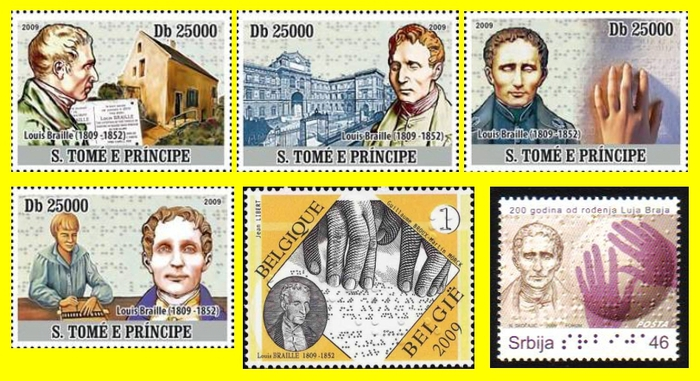 2009
Db 25000
LOUIS BRAILLE
Louis Braille (1809 -1852)
S. TOMÉ E PRÍNCIPE
Db 25000
2009
Louis Braille (1809 -1852)
S. TOMÉ E PRÍNCIPE
2009
Db 25000
Louis Braille (1809 -1852)
S. TOMÉ E PRÍNCIPE
Db 25000
2009
Louis Braille (1809 -1852)
S. TOMÉ E PRÍNCIPE
Jean LIBERT
BELGIQUE
1
BELGIË
2009
Louis BRAILLE 1809 -1852
200 godina od rođenja Luja Braja
2009
POŠTA
Srbija
46